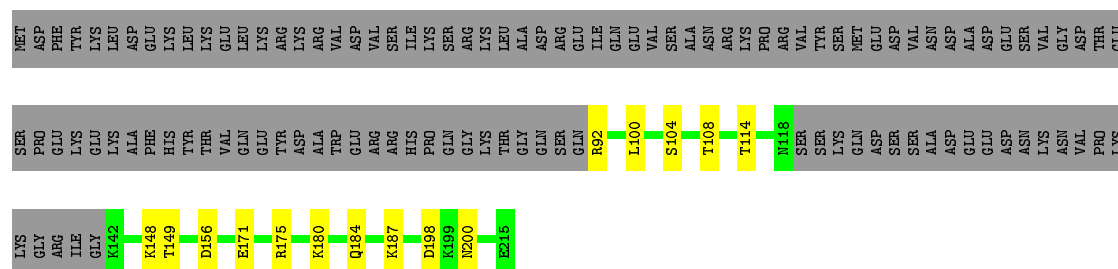 MET ASP PHE TYR LYS LEU ASP GLU LYS LEU LYS GLU LEU LYS ARG LYS ARG VAL ASP VAL SER ILE LYS SER ARG LYS LEU ALA ASP ARG GLU ILE GLN GLU VAL SER ALA ASN ARG LYS PRO ARG VAL TYR SER MET GLU ASP VAL ASN ASP ALA ASP GLU SER VAL GLY ASP THR GLU
SER PRO GLU LYS GLU LYS ALA PHE HIS TYR THR VAL GLN GLU TYR ASP ALA TRP GLU ARG ARG HIS PRO GLN GLY LYS THR GLY GLN SER GLN R92 L100 S104 T108 T114 N118 SER SER LYS GLN ASP SER SER ALA ASP GLU GLU ASP ASN LYS ASN VAL PRO LYS
LYS GLY ARG ILE GLY K142 K148 T149 D156 E171 R175 K180 Q184 K187 D198 K199 N200 E215